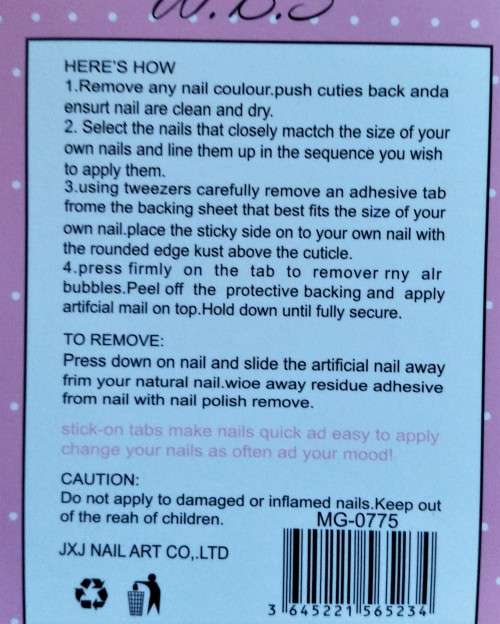 HERE'S HOW
1.Remove any nail coulour.push cuties back anda
ensurt nail are clean and dry.
2. Select the nails that closely mactch the size of your
own nails and line them up in the sequence you wish
to apply them.
3.using tweezers carefully remove an adhesive tab
frome the backing sheet that best fits the size of your
own nail.place the sticky side on to your own nail with
the rounded edge kust above the cuticle.
4.press firmly on the tab to remover rny alr
bubbles.Peel off the protective backing and apply
artifcial mail on top.Hold down until fully secure.
TO REMOVE:
Press down on nail and slide the artificial nail away
frim your natural nail.wioe away residue adhesive
from nail with nail polish remove.
stick-on tabs make nails quick ad easy to apply
change your nails as often ad your mood!
CAUTION:
Do not apply to damaged or inflamed nails.Keep out
of the reah of children.
MG-0775
JXJ NAIL ART CO,.LTD
3 645221 565234